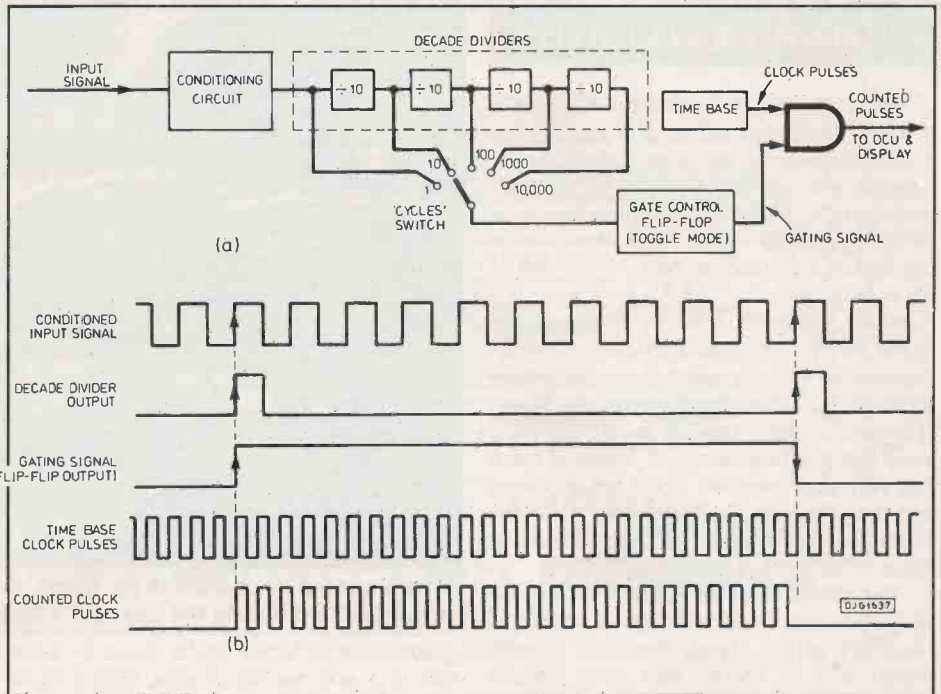 DECADE DIVIDERS
INPUT
SIGNAL
CONDITIONING
CIRCUIT
÷10
÷10
÷10
÷10
CLOCK PULSES
TIME BASE
COUNTED
PULSES
TO DCU &
DISPLAY
1
10
100
1000
10,000
'CYCLES'
SWITCH
GATE CONTROL
FLIP-FLOP
(TOGGLE MODE)
GATING SIGNAL
(a)
CONDITIONED
INPUT SIGNAL
DECADE DIVIDER
OUTPUT
GATING SIGNAL
FLIP-FLIP OUTPUT)
TIME BASE
CLOCK PULSES
COUNTED CLOCK
PULSES
DJG1637
(b)